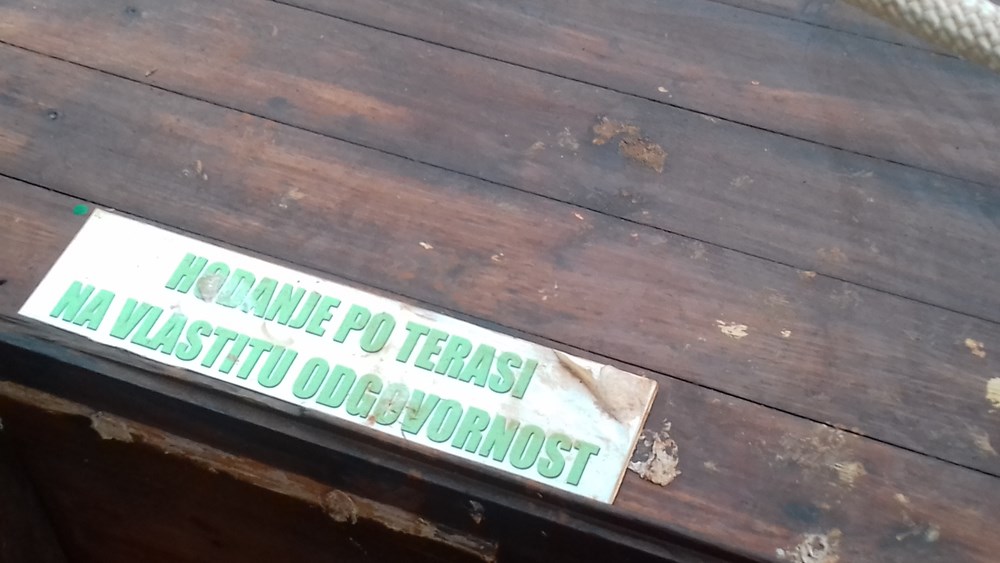 HODANJE PO TERASI
NA VLASTITU ODGOVORNOST